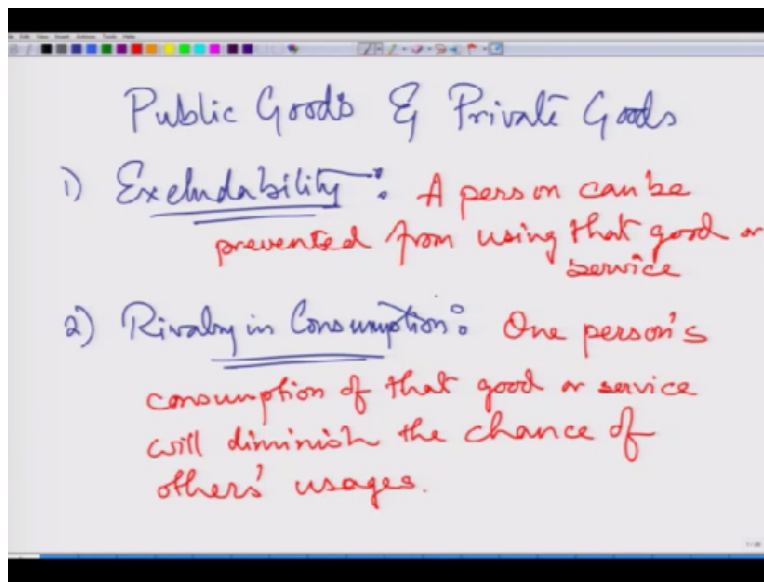 Public Goods & Private Goods
1) Excludability: A person can be
prevented from using that good or
service
2) Rivalry in Consumption: One person's
consumption of that good or service
will diminish the chance of
others' usages.